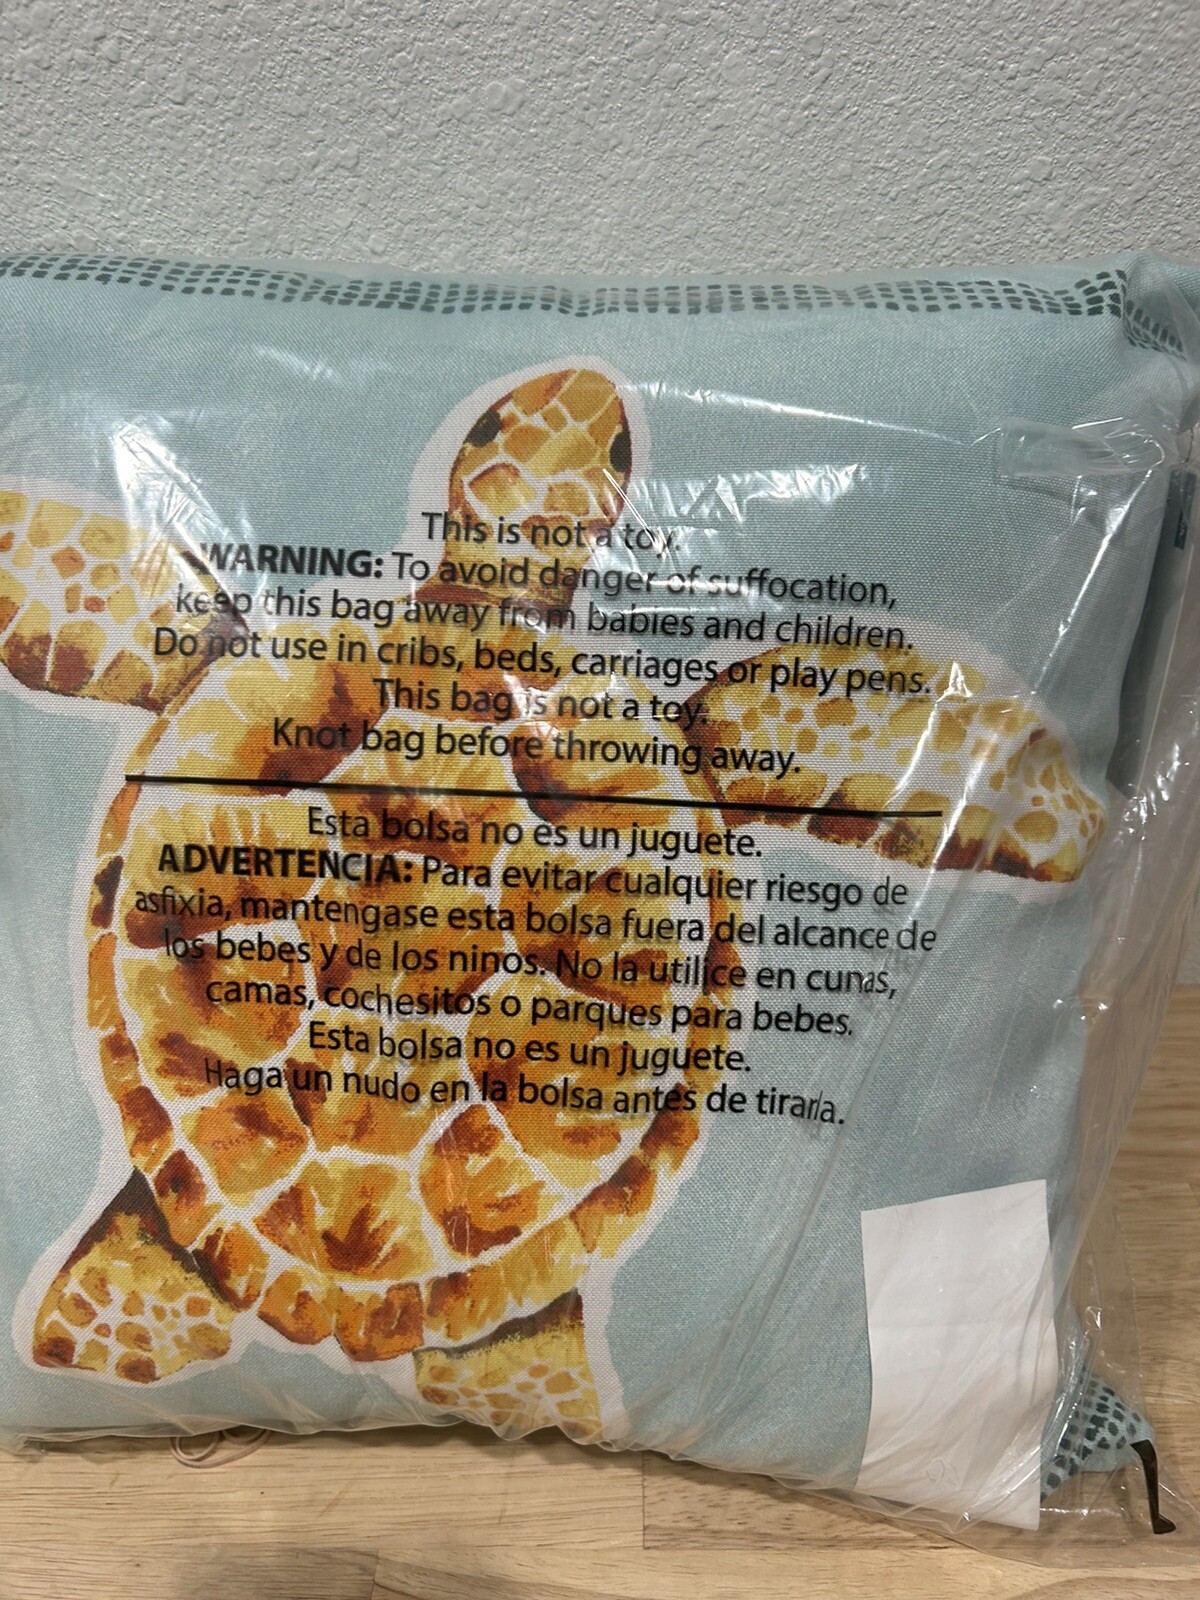 This is not a toy.
WARNING: To avoid danger of suffocation,
keep this bag away from babies and children.
Do not use in cribs, beds, carriages or play pens.
This bag is not a toy.
Knot bag before throwing away.
Esta bolsa no es un juguete.
ADVERTENCIA: Para evitar cualquier riesgo de
asfixia, mantengase esta bolsa fuera del alcance de
los bebes y de los ninos. No la utilice en cunas,
camas, cochesitos o parques para bebes.
Esta bolsa no es un juguete.
Haga un nudo en la bolsa antes de tirarla.